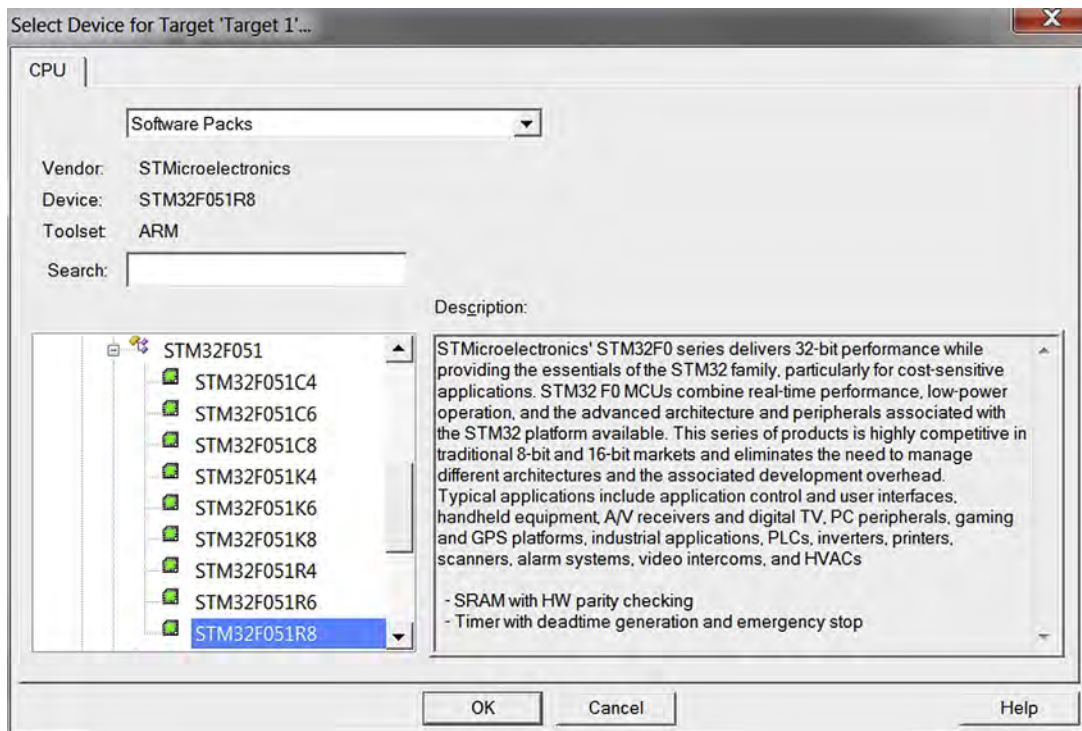 Select Device for Target 'Target 1'...
CPU
Software Packs
Vendor: STMicroelectronics
Device: STM32F051R8
Toolset: ARM
Search:
Description:
STM32F051
STM32F051C4
STM32F051C6
STM32F051C8
STM32F051K4
STM32F051K6
STM32F051K8
STM32F051R4
STM32F051R6
STM32F051R8
STMicroelectronics' STM32F0 series delivers 32-bit performance while
providing the essentials of the STM32 family, particularly for cost-sensitive
applications. STM32 F0 MCUs combine real-time performance, low-power
operation, and the advanced architecture and peripherals associated with
the STM32 platform available. This series of products is highly competitive in
traditional 8-bit and 16-bit markets and eliminates the need to manage
different architectures and the associated development overhead.
Typical applications include application control and user interfaces,
handheld equipment, A/V receivers and digital TV, PC peripherals, gaming
and GPS platforms, industrial applications, PLCs, inverters, printers,
scanners, alarm systems, video intercoms, and HVACs
- SRAM with HW parity checking
- Timer with deadtime generation and emergency stop
OK
Cancel
Help